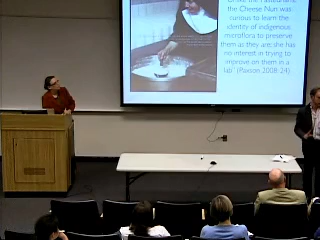 the Cheese Nun was
curious to learn the
identity of indigenous
microflora to preserve
them as they are; she has
no interest in trying to
improve on them in a
lab" (Paxson 2008: 24)